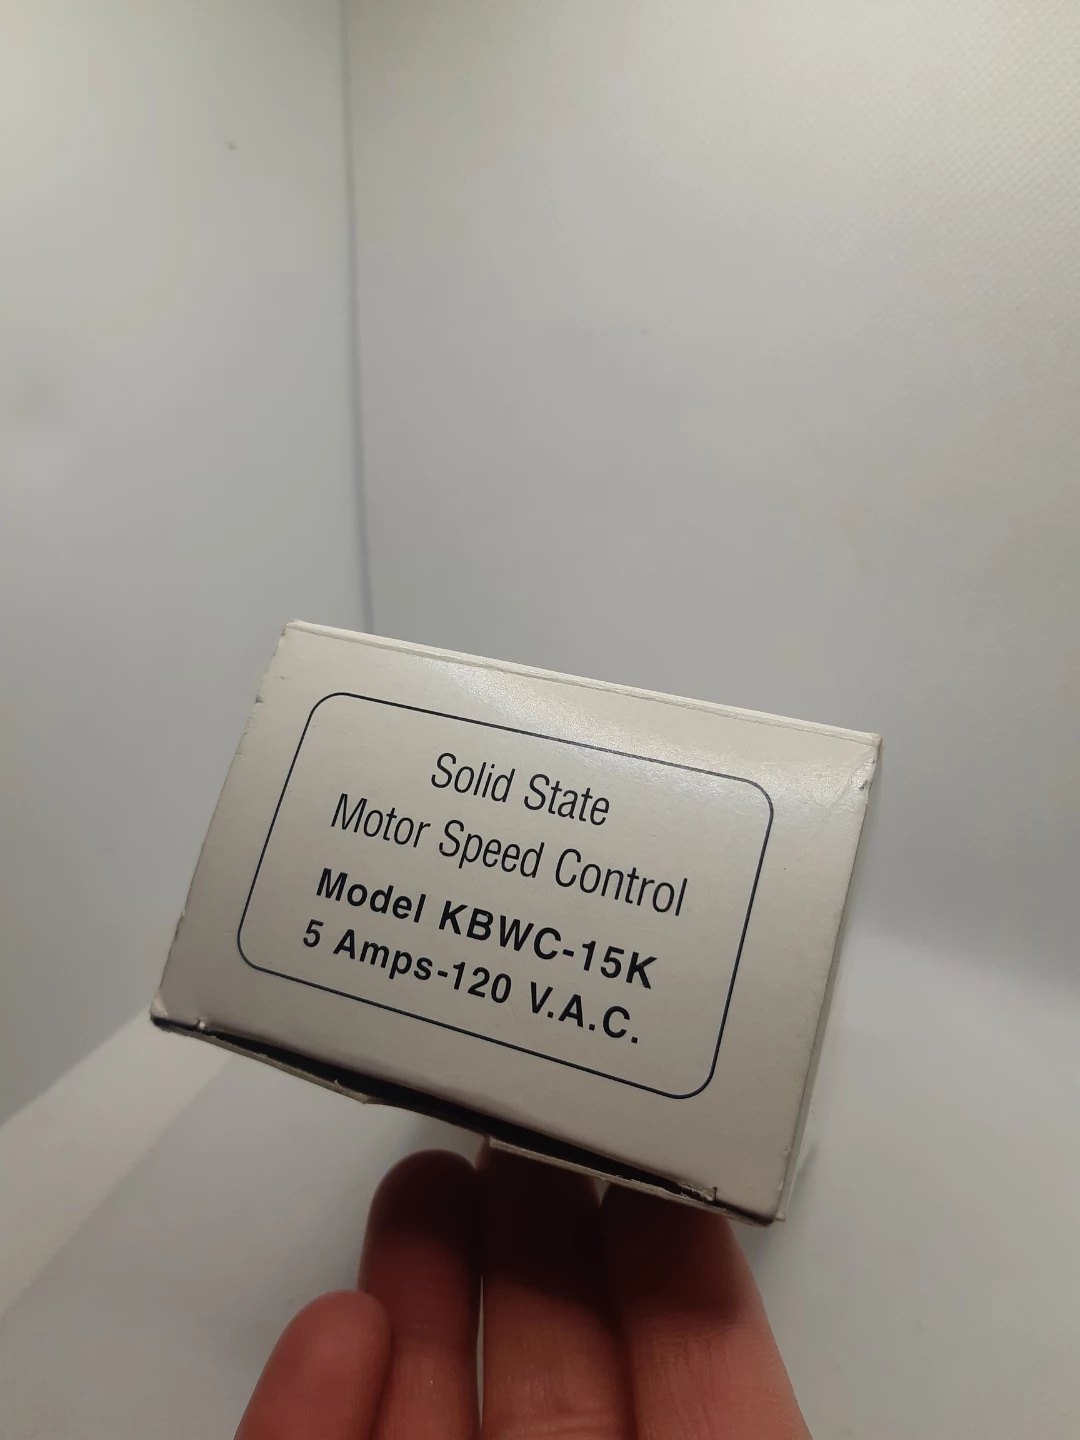 Solid State
Motor Speed Control
Model KBWC-15K
5 Amps-120 V.A.C.